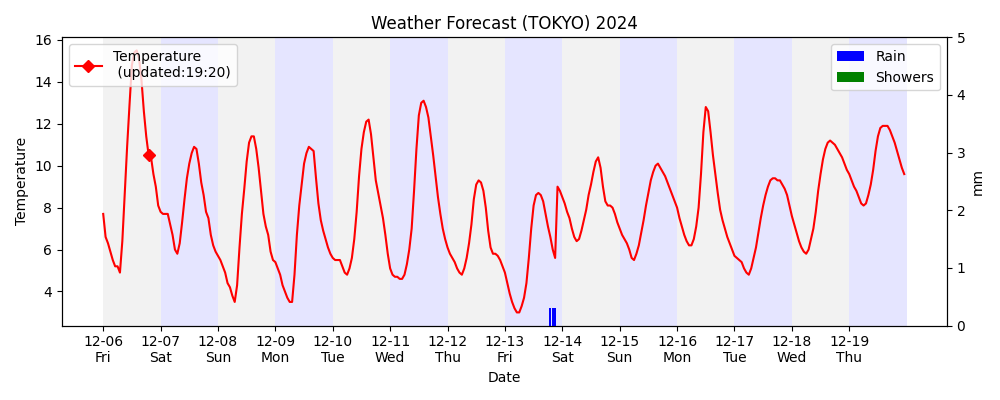 Weather Forecast (TOKYO) 2024
Temperature
(updated:19:20)
Rain
Showers
16
14
12
10
8
6
4
Temperature
5
4
3
2
1
0
mm
12-06 12-07 12-08 12-09 12-10 12-11 12-12 12-13 12-14 12-15 12-16 12-17 12-18 12-19
Fri Sat Sun Mon Tue Wed Thu Fri Sat Sun Mon Tue Wed Thu
Date